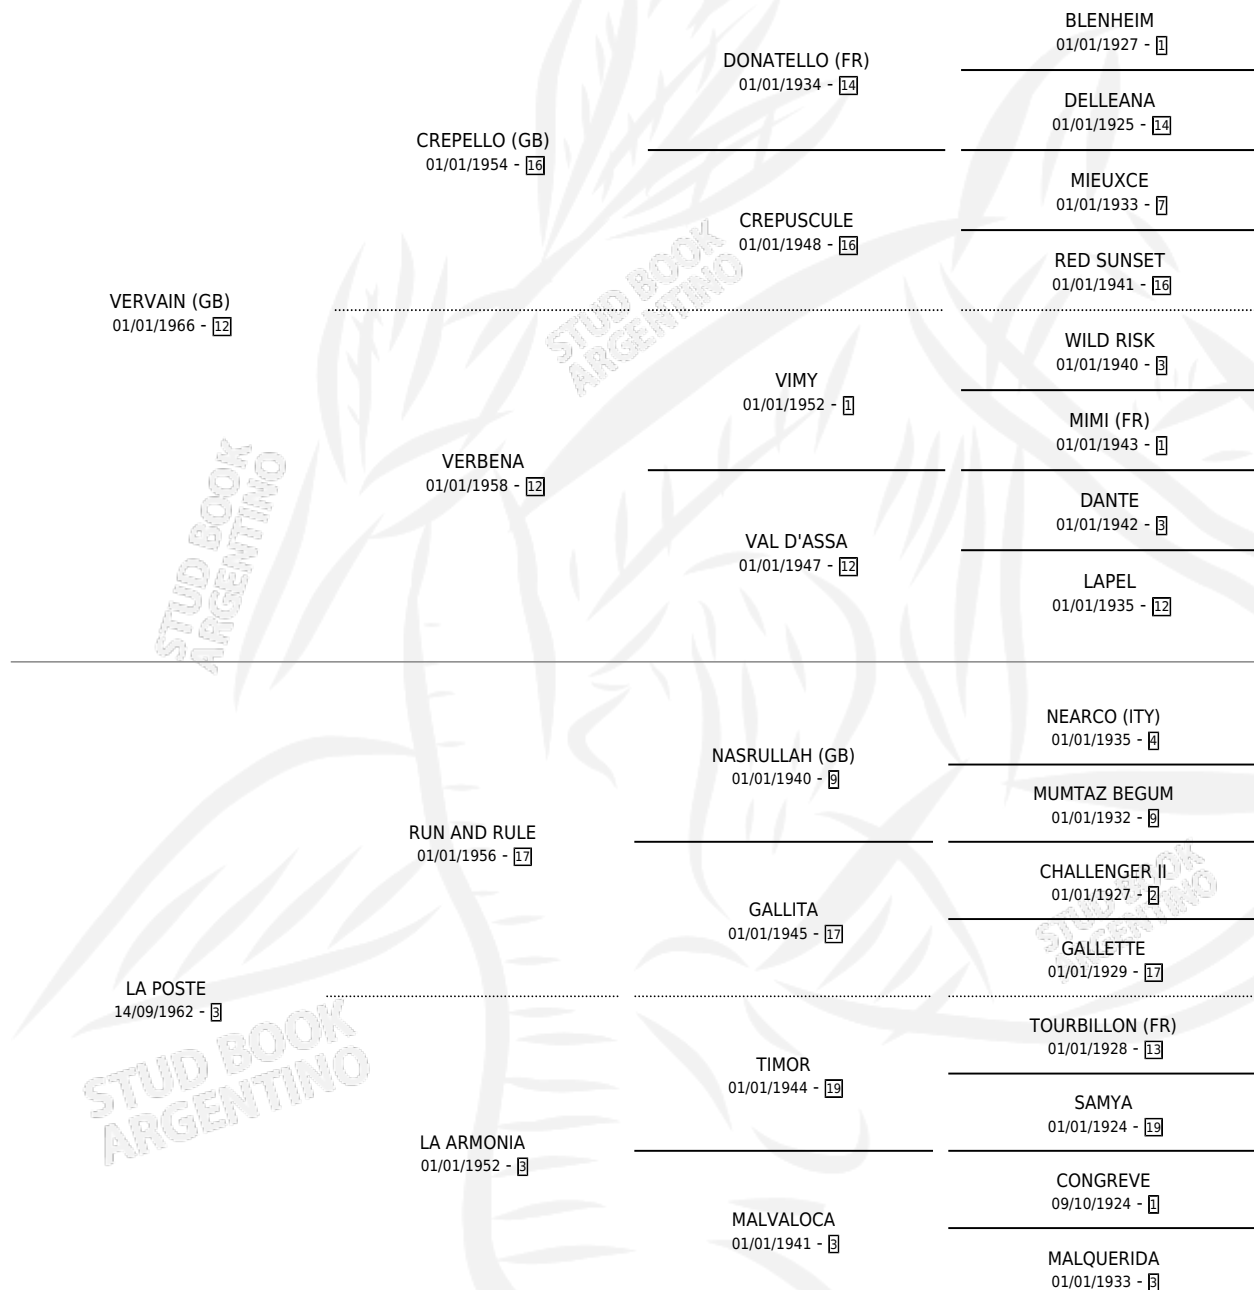 BLENHEIM
01/01/1927 - 1
DONATELLO (FR)
01/01/1934 - 14
DELLEANA
01/01/1925 - 14
CREPELLO (GB)
01/01/1954 - 16
MIEUXCE
01/01/1933 - 7
CREPUSCULE
01/01/1948 - 16
RED SUNSET
01/01/1941 - 16
VERVAIN (GB)
01/01/1966 - 12
STUD BOOK
ARGENTINO
WILD RISK
01/01/1940 - 3
VIMY
01/01/1952 - 1
MIMI (FR)
01/01/1943 - 1
VERBENA
01/01/1958 - 12
DANTE
01/01/1942 - 3
VAL D'ASSA
01/01/1947 - 12
LAPEL
01/01/1935 - 12
STUD BOOK
ARGENTINO
NEARCO (ITY)
01/01/1935 - 4
NASRULLAH (GB)
01/01/1940 - 9
MUMTAZ BEGUM
01/01/1932 - 9
RUN AND RULE
01/01/1956 - 17
CHALLENGER II
01/01/1927 - 2
GALLITA
01/01/1945 - 17
STUD BOOK
ARGENTINO
GALLETTE
01/01/1929 - 17
LA POSTE
14/09/1962 - 3
TOURBILLON (FR)
01/01/1928 - 13
TIMOR
01/01/1944 - 19
SAMYA
01/01/1924 - 19
STUD BOOK
ARGENTINO
LA ARMONIA
01/01/1952 - 3
CONGREVE
09/10/1924 - 1
MALVALOCA
01/01/1941 - 3
MALQUERIDA
01/01/1933 - 3